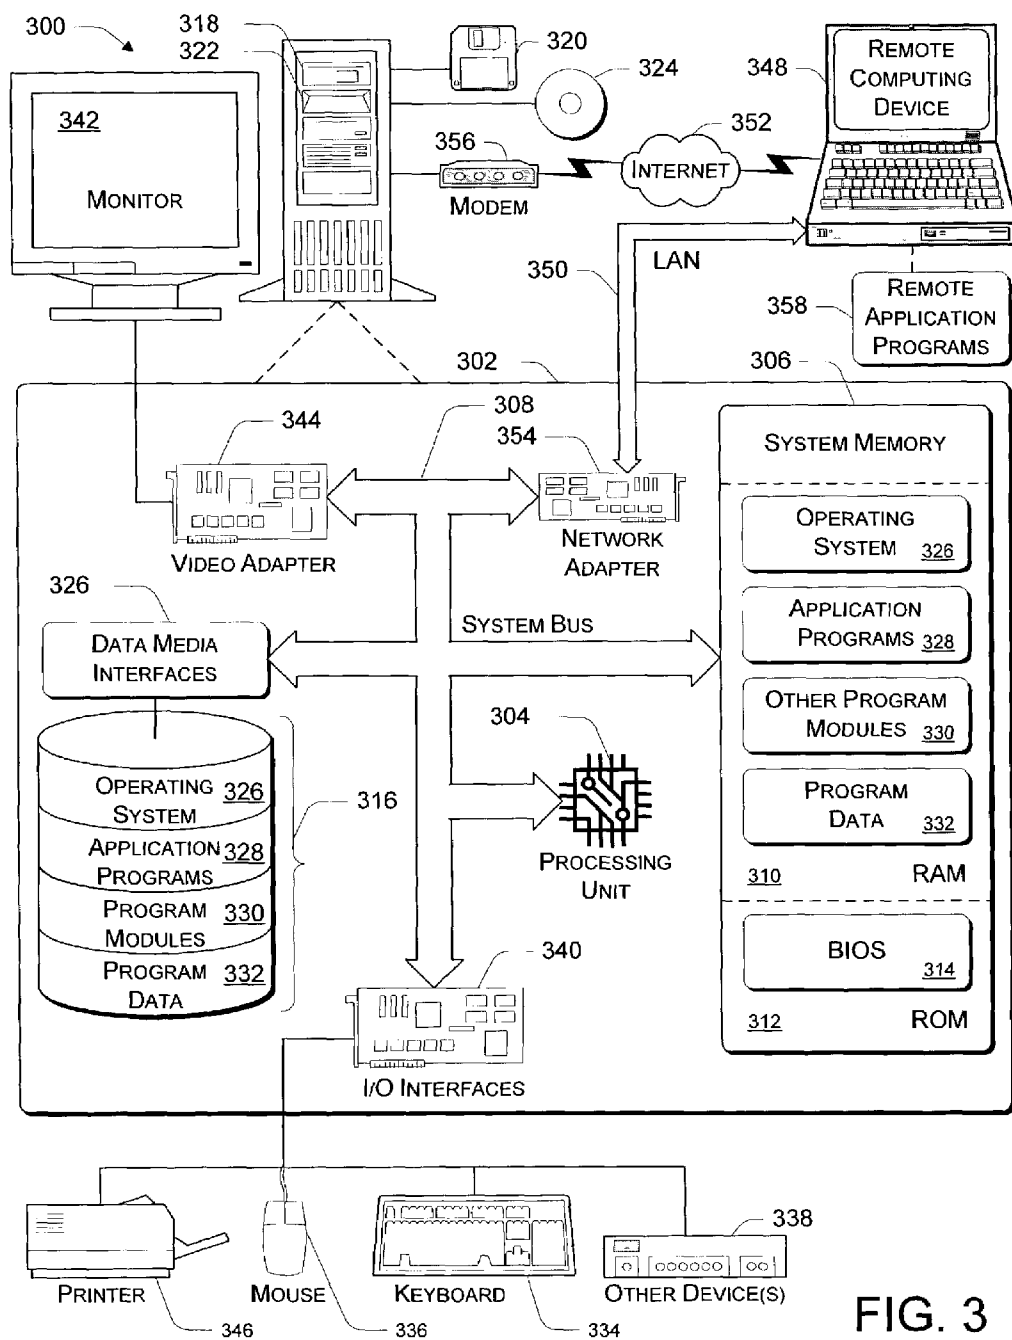 300
318
322
320
324
348
REMOTE
COMPUTING
DEVICE
342
MONITOR
356
MODEM
352
INTERNET
350
LAN
358
REMOTE
APPLICATION
PROGRAMS
302
306
344
308
354
SYSTEM MEMORY
VIDEO ADAPTER
NETWORK
ADAPTER
OPERATING
SYSTEM 326
326
DATA MEDIA
INTERFACES
SYSTEM BUS
APPLICATION
PROGRAMS 328
OTHER PROGRAM
MODULES 330
304
PROCESSING
UNIT
PROGRAM
DATA 332
310 RAM
OPERATING
SYSTEM 326
APPLICATION
PROGRAMS 328
PROGRAM
MODULES 330
PROGRAM
DATA 332
316
BIOS
314
312 ROM
340
I/O INTERFACES
PRINTER
346
MOUSE
336
KEYBOARD
334
338
OTHER DEVICE(S)
FIG. 3